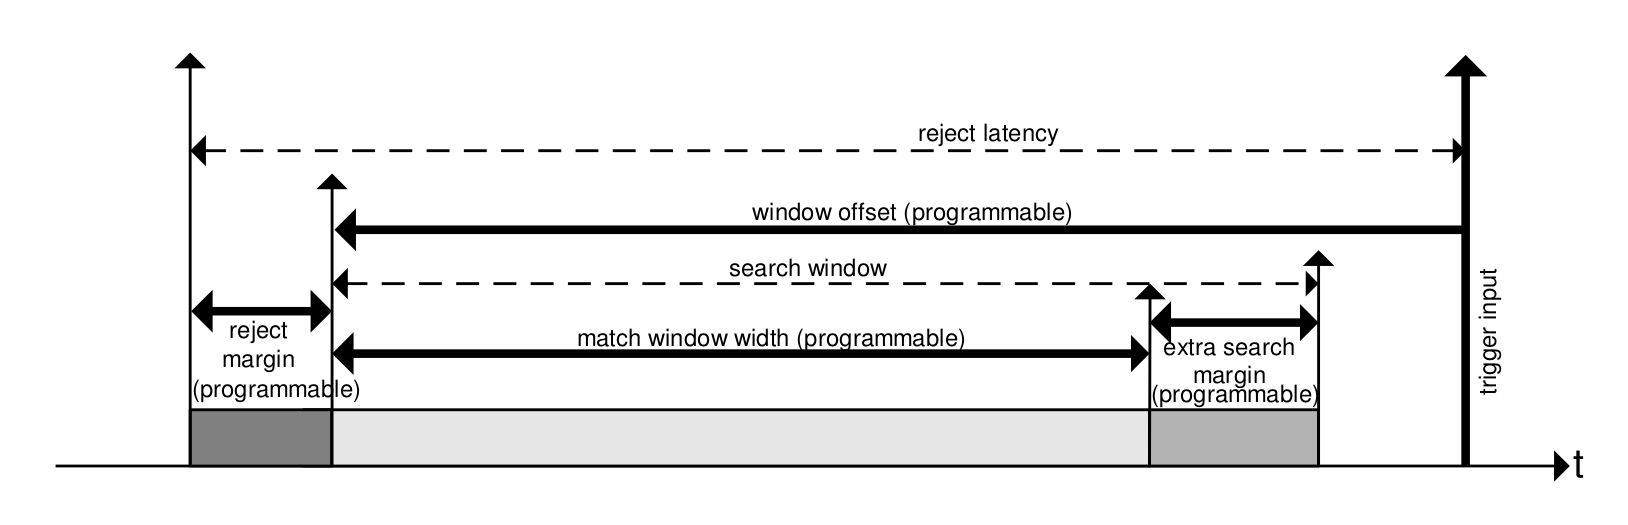 reject latency
window offset (programmable)
search window
reject
margin
(programmable)
match window width (programmable)
extra search
margin
(programmable)
trigger input
t